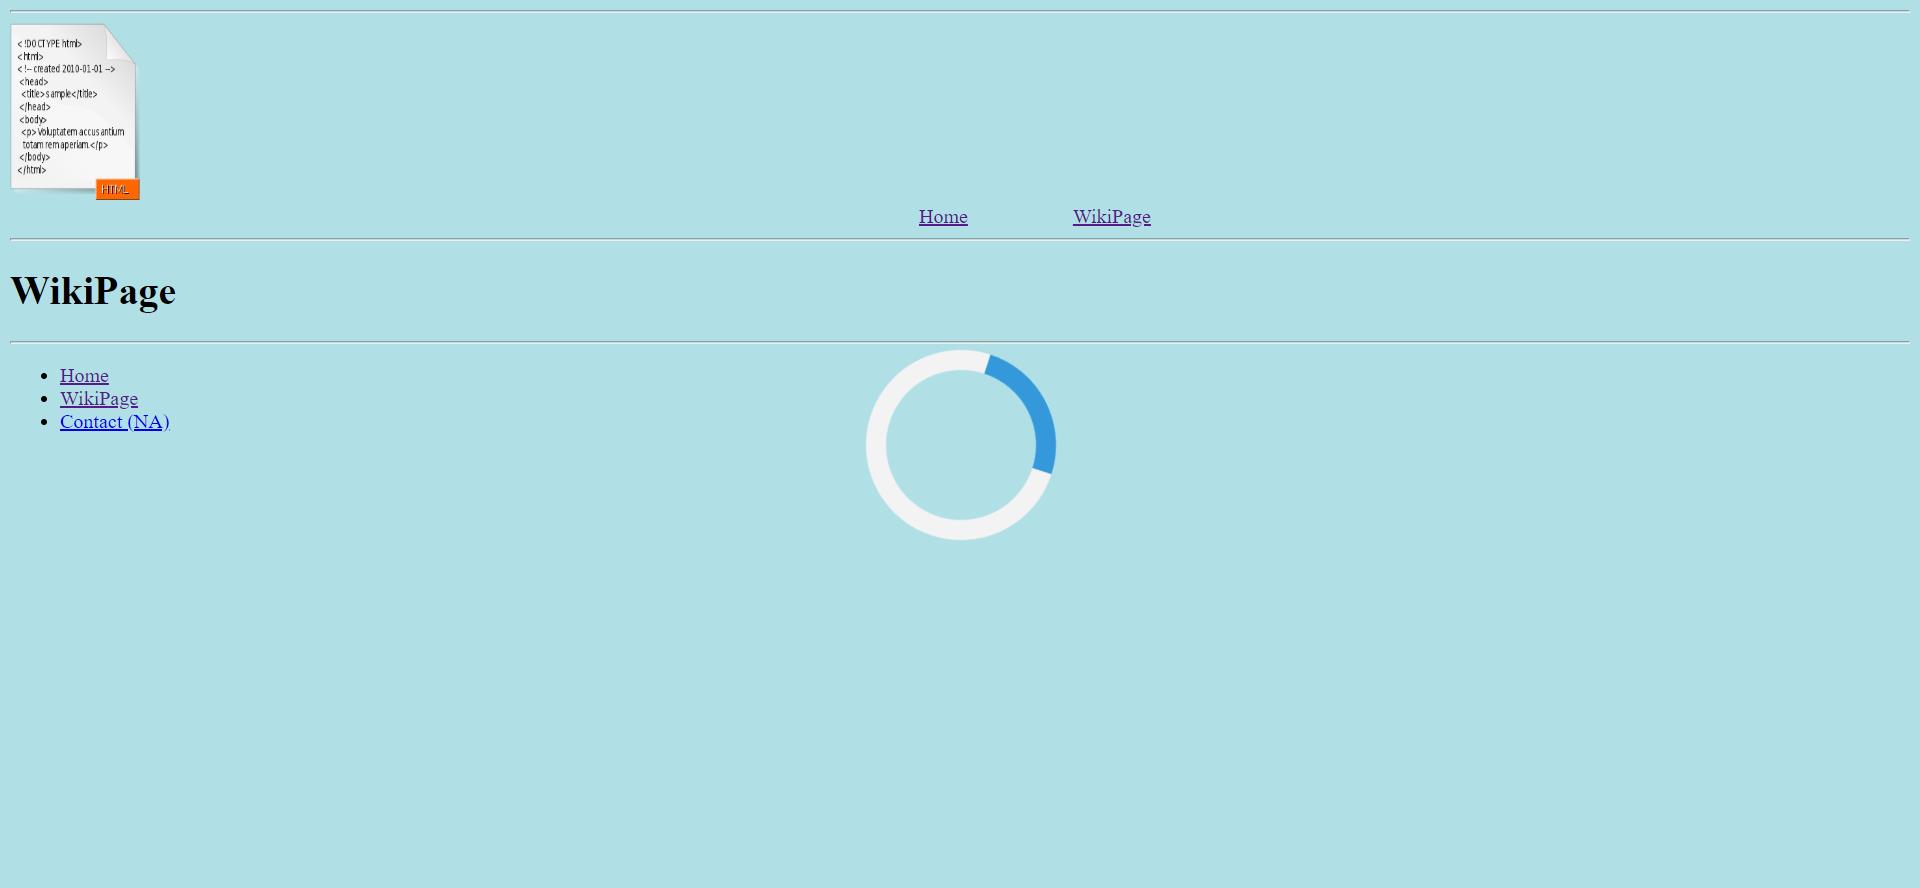 <!DOCTYPE html>
<html>
<!-- created 2010-01-01 -->
<head>
<title>sample</title>
</head>
<body>
<p>Voluptatem accusantium
totam rem aperiam.</p>
</body>
</html>
HTML
Home WikiPage
WikiPage
Home
WikiPage
Contact (NA)